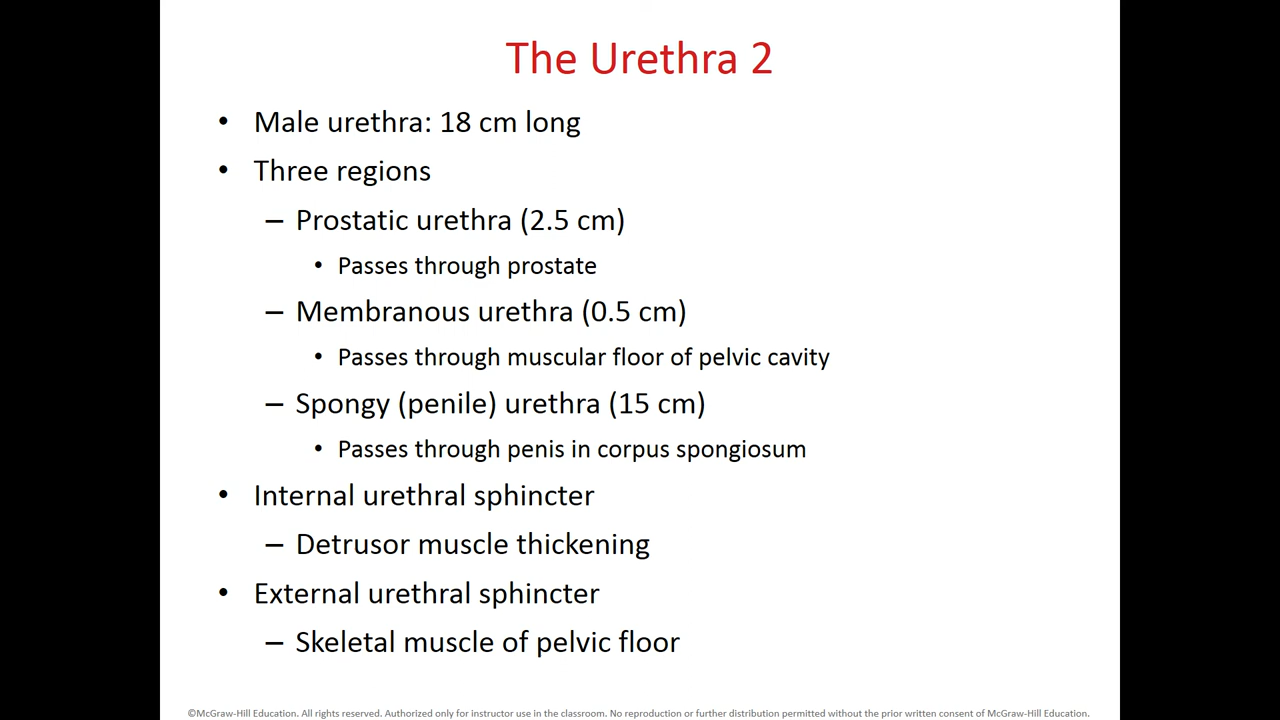 The Urethra 2
• Male urethra: 18 cm long
• Three regions
– Prostatic urethra (2.5 cm)
• Passes through prostate
– Membranous urethra (0.5 cm)
• Passes through muscular floor of pelvic cavity
– Spongy (penile) urethra (15 cm)
• Passes through penis in corpus spongiosum
• Internal urethral sphincter
– Detrusor muscle thickening
• External urethral sphincter
– Skeletal muscle of pelvic floor
©McGraw-Hill Education. All rights reserved. Authorized only for instructor use in the classroom. No reproduction or further distribution permitted without the prior written consent of McGraw-Hill Education.